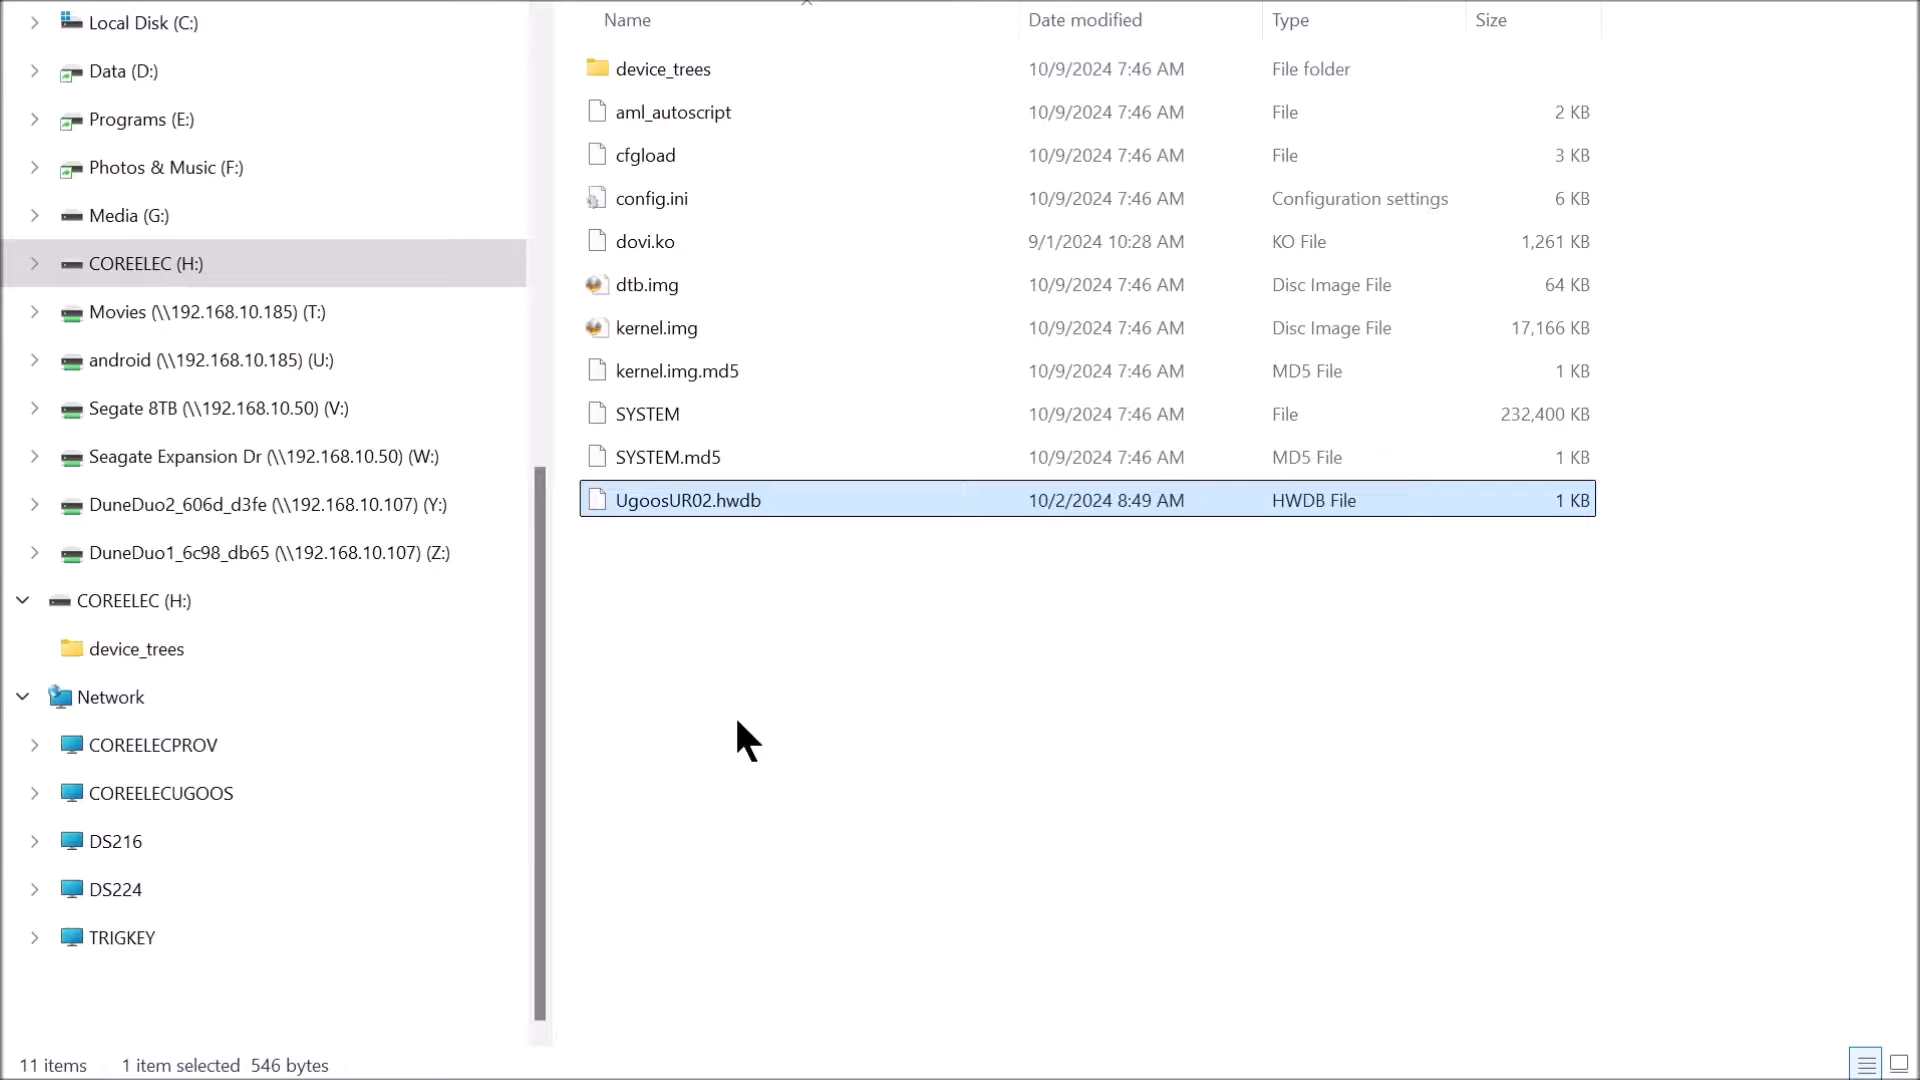 Local Disk (C:)
Data (D:)
Programs (E:)
Photos & Music (F:)
Media (G:)
COREELEC (H:)
Movies (\\192.168.10.185) (T:)
android (\\192.168.10.185) (U:)
Segate 8TB (\\192.168.10.50) (V:)
Seagate Expansion Dr (\\192.168.10.50) (W:)
DuneDuo2_606d_d3fe (\\192.168.10.107) (Y:)
DuneDuo1_6c98_db65 (\\192.168.10.107) (Z:)
COREELEC (H:)
device_trees
Network
COREELECPROV
COREELECUGOOS
DS216
DS224
TRIGKEY
Name Date modified Type Size
device_trees 10/9/2024 7:46 AM File folder
aml_autoscript 10/9/2024 7:46 AM File 2 KB
cfgload 10/9/2024 7:46 AM File 3 KB
config.ini 10/9/2024 7:46 AM Configuration settings 6 KB
dovi.ko 9/1/2024 10:28 AM KO File 1,261 KB
dtb.img 10/9/2024 7:46 AM Disc Image File 64 KB
kernel.img 10/9/2024 7:46 AM Disc Image File 17,166 KB
kernel.img.md5 10/9/2024 7:46 AM MD5 File 1 KB
SYSTEM 10/9/2024 7:46 AM File 232,400 KB
SYSTEM.md5 10/9/2024 7:46 AM MD5 File 1 KB
UgoosUR02.hwdb 10/2/2024 8:49 AM HWDB File 1 KB
11 items 1 item selected 546 bytes